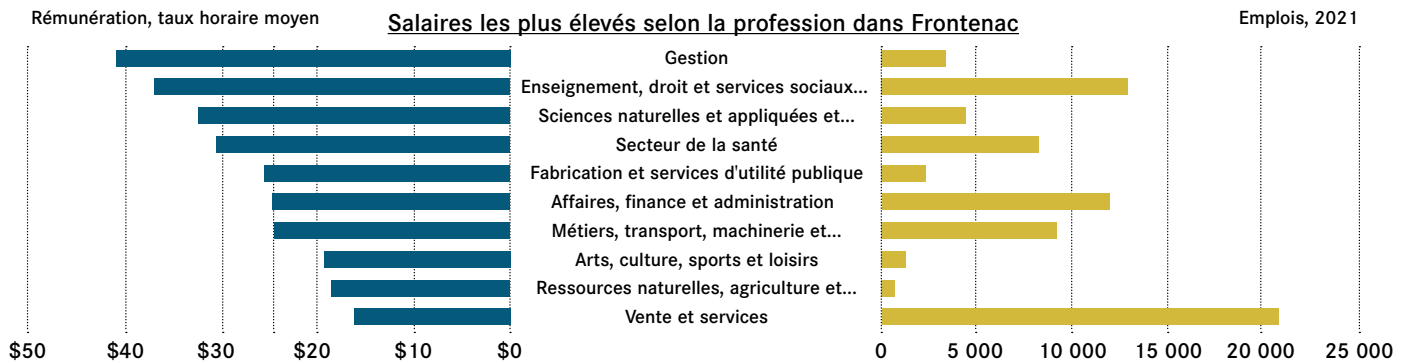 Rémunération, taux horaire moyen
Salaires les plus élevés selon la profession dans Frontenac
Emplois, 2021
Gestion
Enseignement, droit et services sociaux...
Sciences naturelles et appliquées et...
Secteur de la santé
Fabrication et services d'utilité publique
Affaires, finance et administration
Métiers, transport, machinerie et...
Arts, culture, sports et loisirs
Ressources naturelles, agriculture et...
Vente et services
$50 $40 $30 $20 $10 $0
0 5 000 10 000 15 000 20 000 25 000